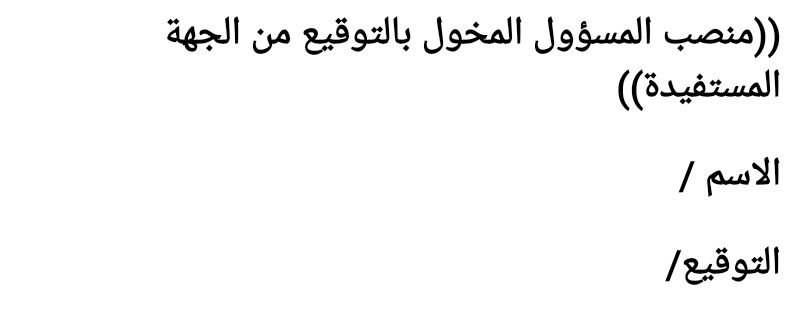 ((منصب المسؤول المخول بالتوقيع من الجهة
المستفيدة))
الاسم /
التوقيع/